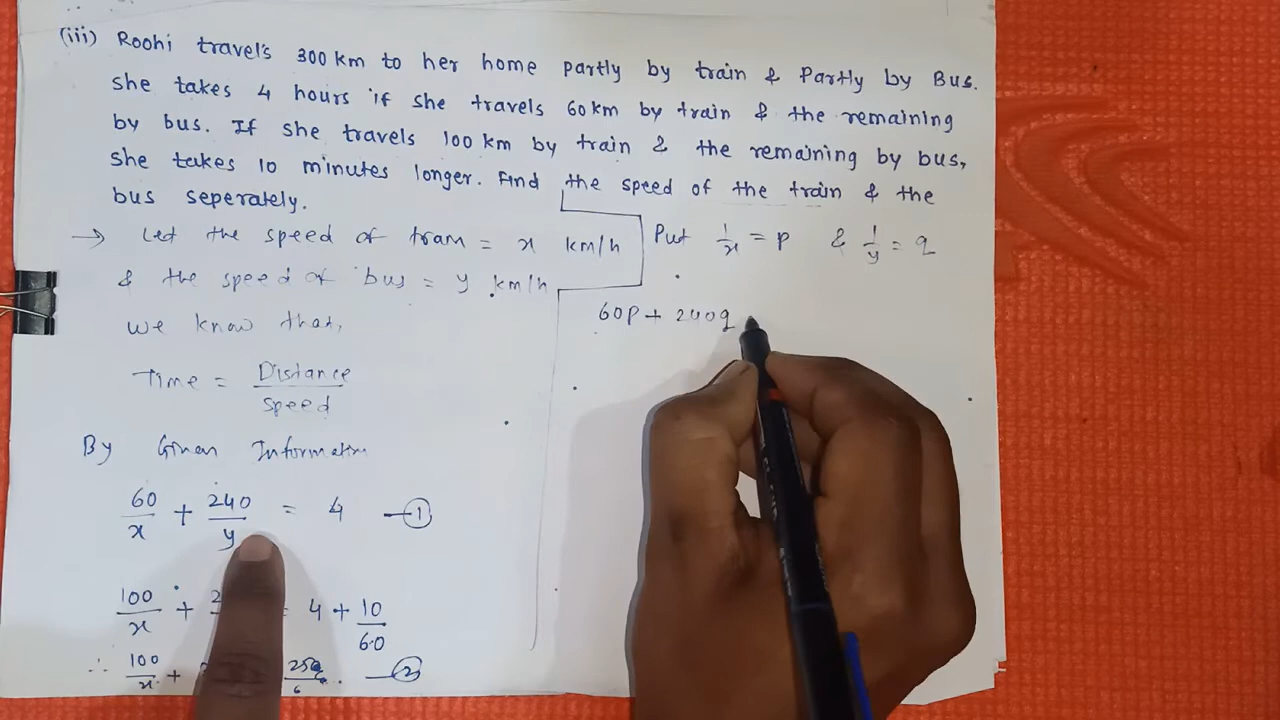 (iii) Roohi travel's 300 km to her home partly by train & Partly by Bus.
she takes 4 hours if she travels 60 km by train & the remaining
by bus. If she travels 100 km by train & the remaining by bus,
she takes 10 minutes longer. Find the speed of the train & the
bus seperately.
→ Let the speed of train = x km/h
& the speed of bus = y km/h
we know that,
Time = Distance / Speed
By Given Information
60/x + 240/y = 4 —①
100/x + = 4 + 10/60
∴ 100/x + —②
Put 1/x = p & 1/y = q
60p + 240q